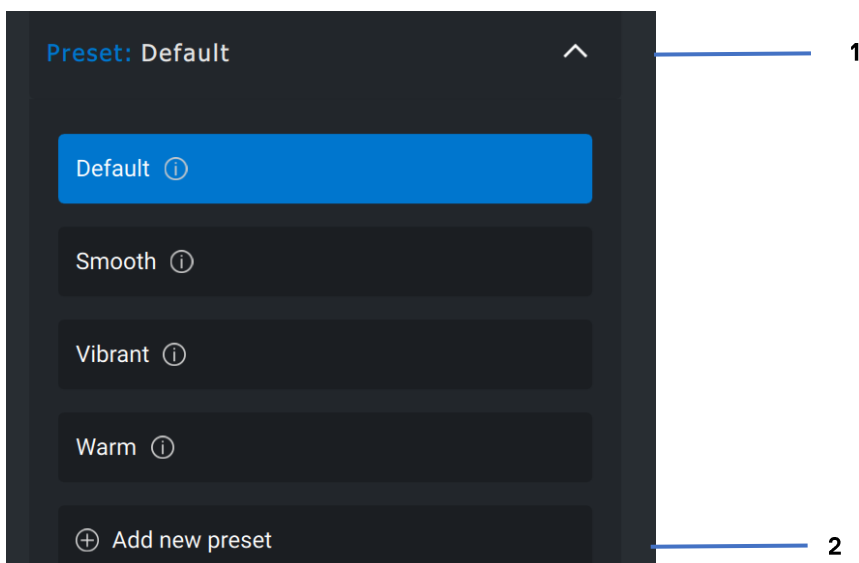 Preset: Default
1
Default
Smooth
Vibrant
Warm
Add new preset
2